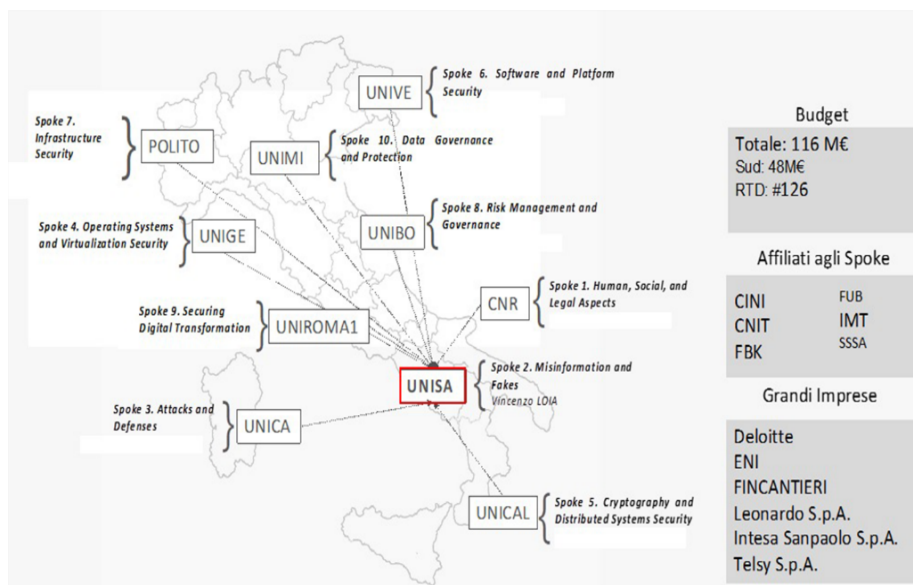 Spoke 6. Software and Platform
Security
UNIVE
Spoke 7.
Infrastructure
Security
POLITO
UNIMI
Spoke 10. Data Governance
and Protection
Spoke 4. Operating Systems
and Virtualization Security
UNIGE
UNIBO
Spoke 8. Risk Management and
Governance
Spoke 9. Securing
Digital Transformation
UNIROMA1
CNR
Spoke 1. Human, Social, and
Legal Aspects
UNISA
Spoke 2. Misinformation and
Fakes
Vincenzo LOIA
Spoke 3. Attacks and
Defenses
UNICA
UNICAL
Spoke 5. Cryptography and
Distributed Systems Security
Budget
Totale: 116 M€
Sud: 48M€
RTD: #126
Affiliati agli Spoke
CINI
CNIT
FBK
FUB
IMT
SSSA
Grandi Imprese
Deloitte
ENI
FINCANTIERI
Leonardo S.p.A.
Intesa Sanpaolo S.p.A.
Telsy S.p.A.